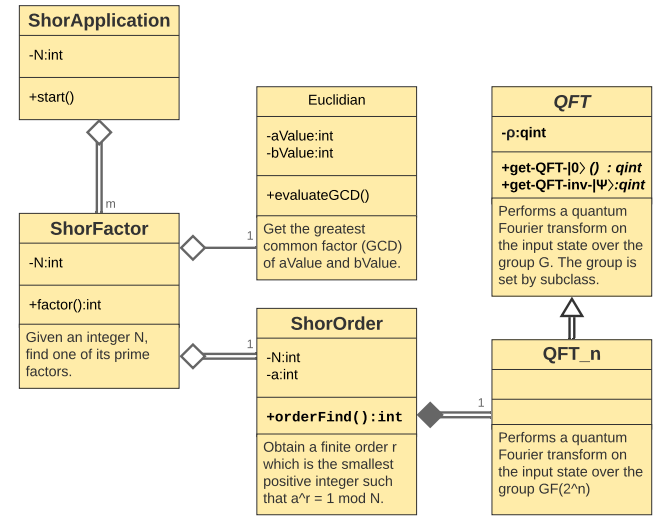 ShorApplication
-N:int
+start()
m
ShorFactor
-N:int
+factor():int
Given an integer N,
find one of its prime
factors.
1
Euclidian
-aValue:int
-bValue:int
+evaluateGCD()
Get the greatest
common factor (GCD)
of aValue and bValue.
1
ShorOrder
-N:int
-a:int
+orderFind():int
Obtain a finite order r
which is the smallest
positive integer such
that a^r = 1 mod N.
QFT
-ρ:qint
+get-QFT-|0⟩ () : qint
+get-QFT-inv-|Ψ⟩:qint
Performs a quantum
Fourier transform on
the input state over the
group G. The group is
set by subclass.
1
QFT_n
Performs a quantum
Fourier transform on
the input state over the
group GF(2^n)